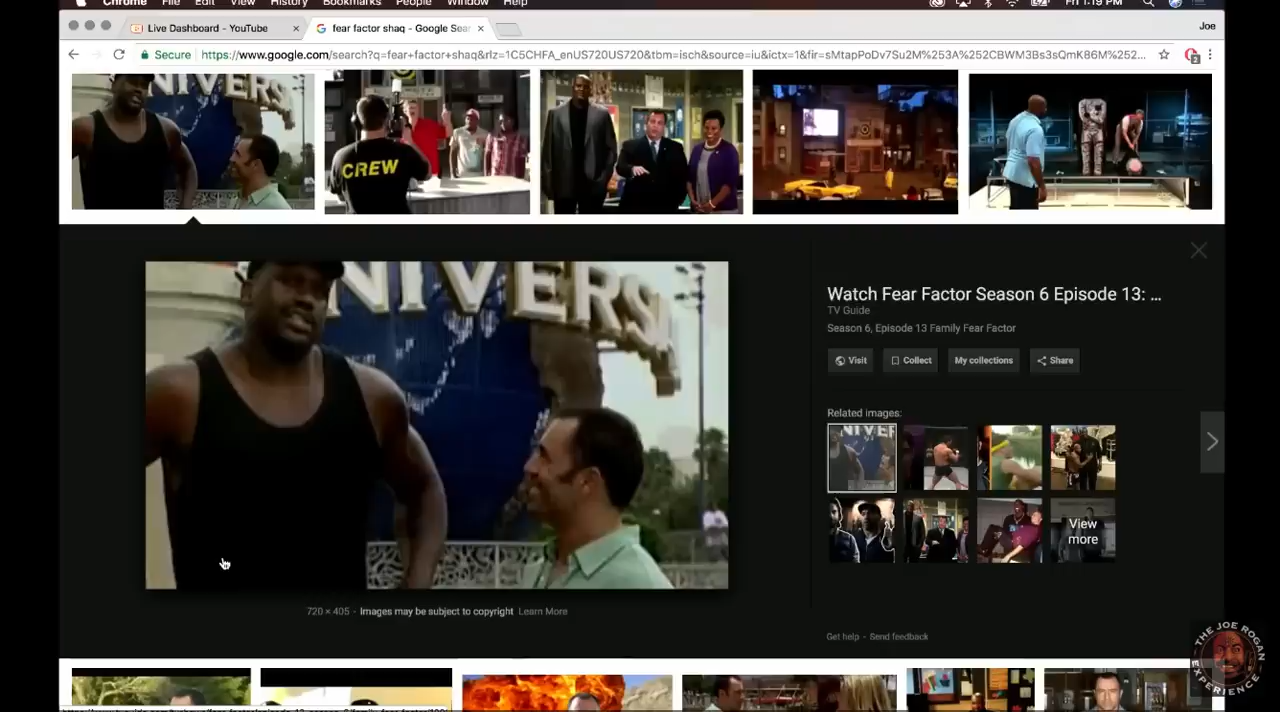 Chrome File Edit View History Bookmarks People Window Help Fri 1:19 PM
Live Dashboard - YouTube
fear factor shaq - Google Sear
Joe
Secure https://www.google.com/search?q=fear+factor+shaq&rlz=1C5CHFA_enUS720US720&tbm=isch&source=iu&ictx=1&fir=sMtapPoDv7Su2M%253A%252CBWM3Bs3sQmK86M%252...
2
NIVERS
CREW
NIVERS
Watch Fear Factor Season 6 Episode 13: ...
TV Guide
Season 6, Episode 13 Family Fear Factor
Visit Collect My collections Share
Related images:
NIVER
View
more
720 × 405 - Images may be subject to copyright Learn More
Get help - Send feedback
THE JOE ROGAN
EXPERIENCE